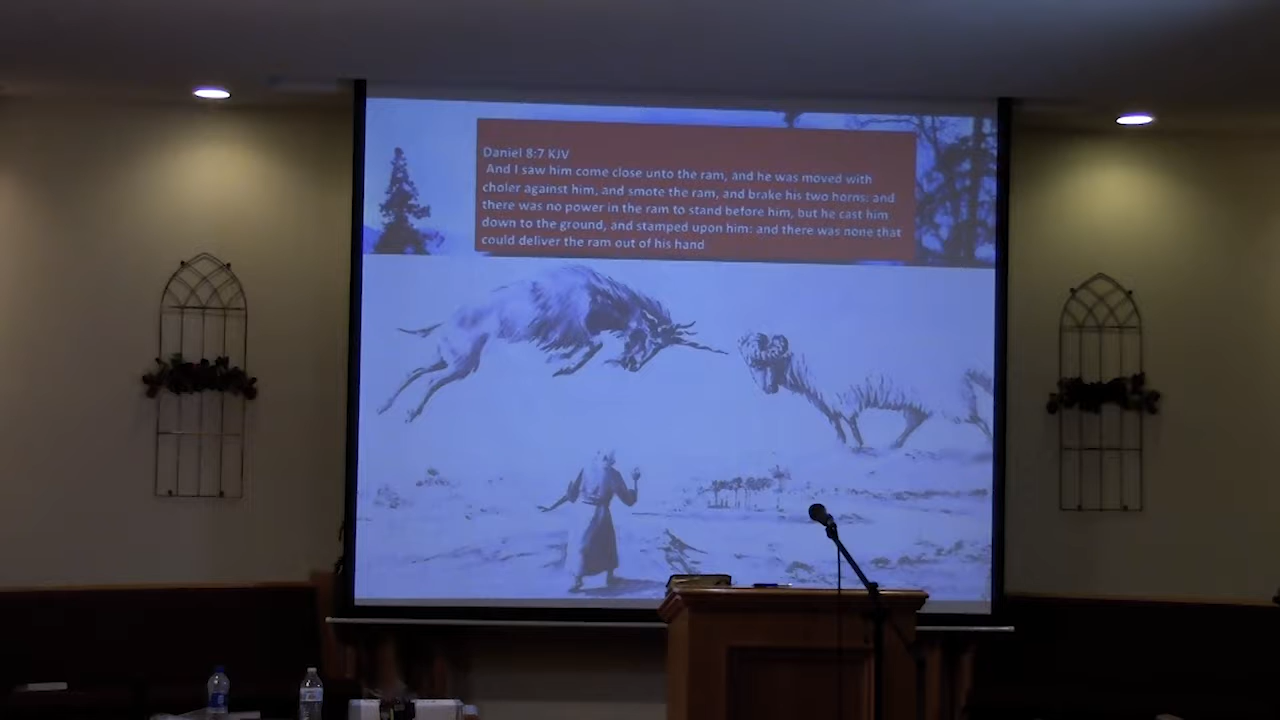 Daniel 8:7 KJV
And I saw him come close unto the ram, and he was moved with
choler against him, and smote the ram, and brake his two horns: and
there was no power in the ram to stand before him, but he cast him
down to the ground, and stamped upon him: and there was none that
could deliver the ram out of his hand